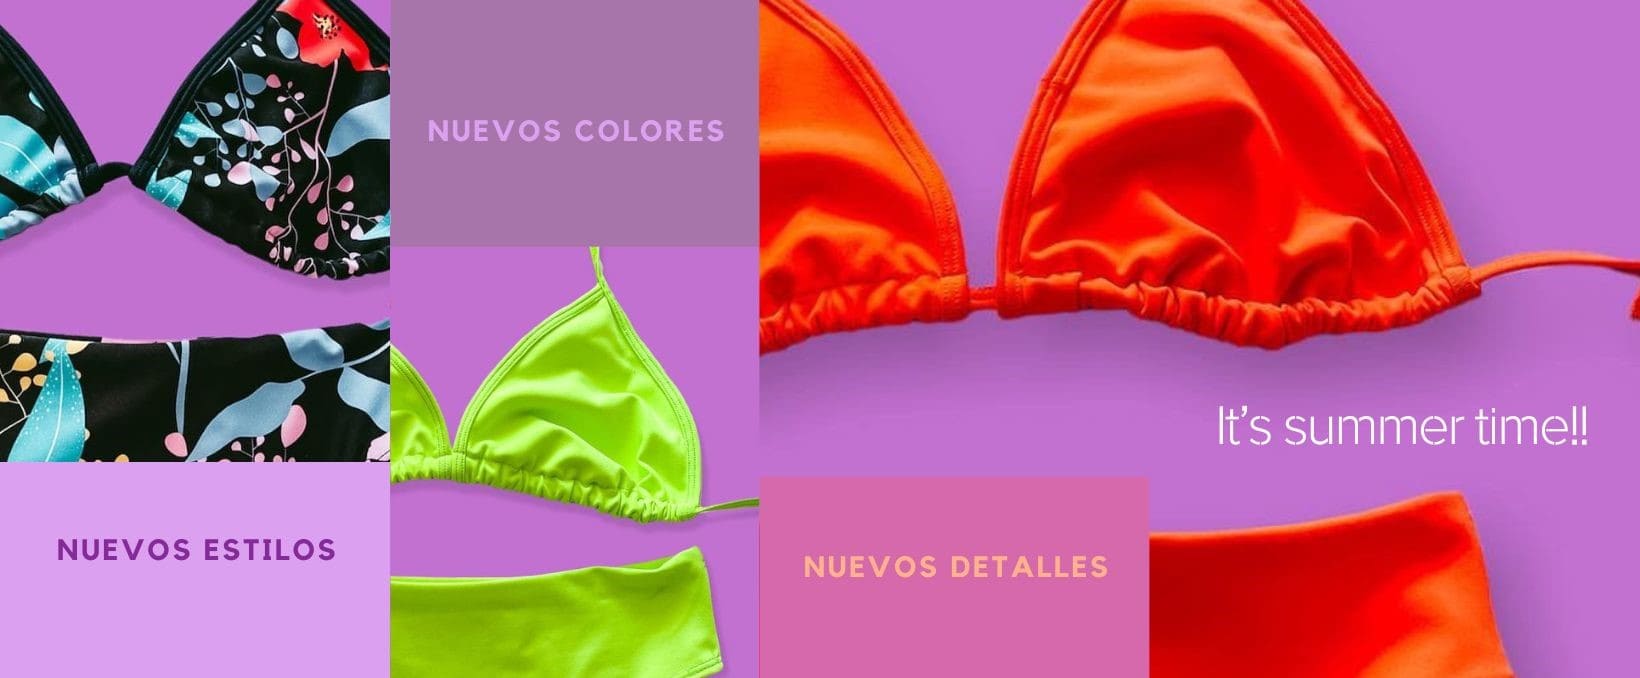 NUEVOS COLORES
It's summer time!!
NUEVOS ESTILOS
NUEVOS DETALLES